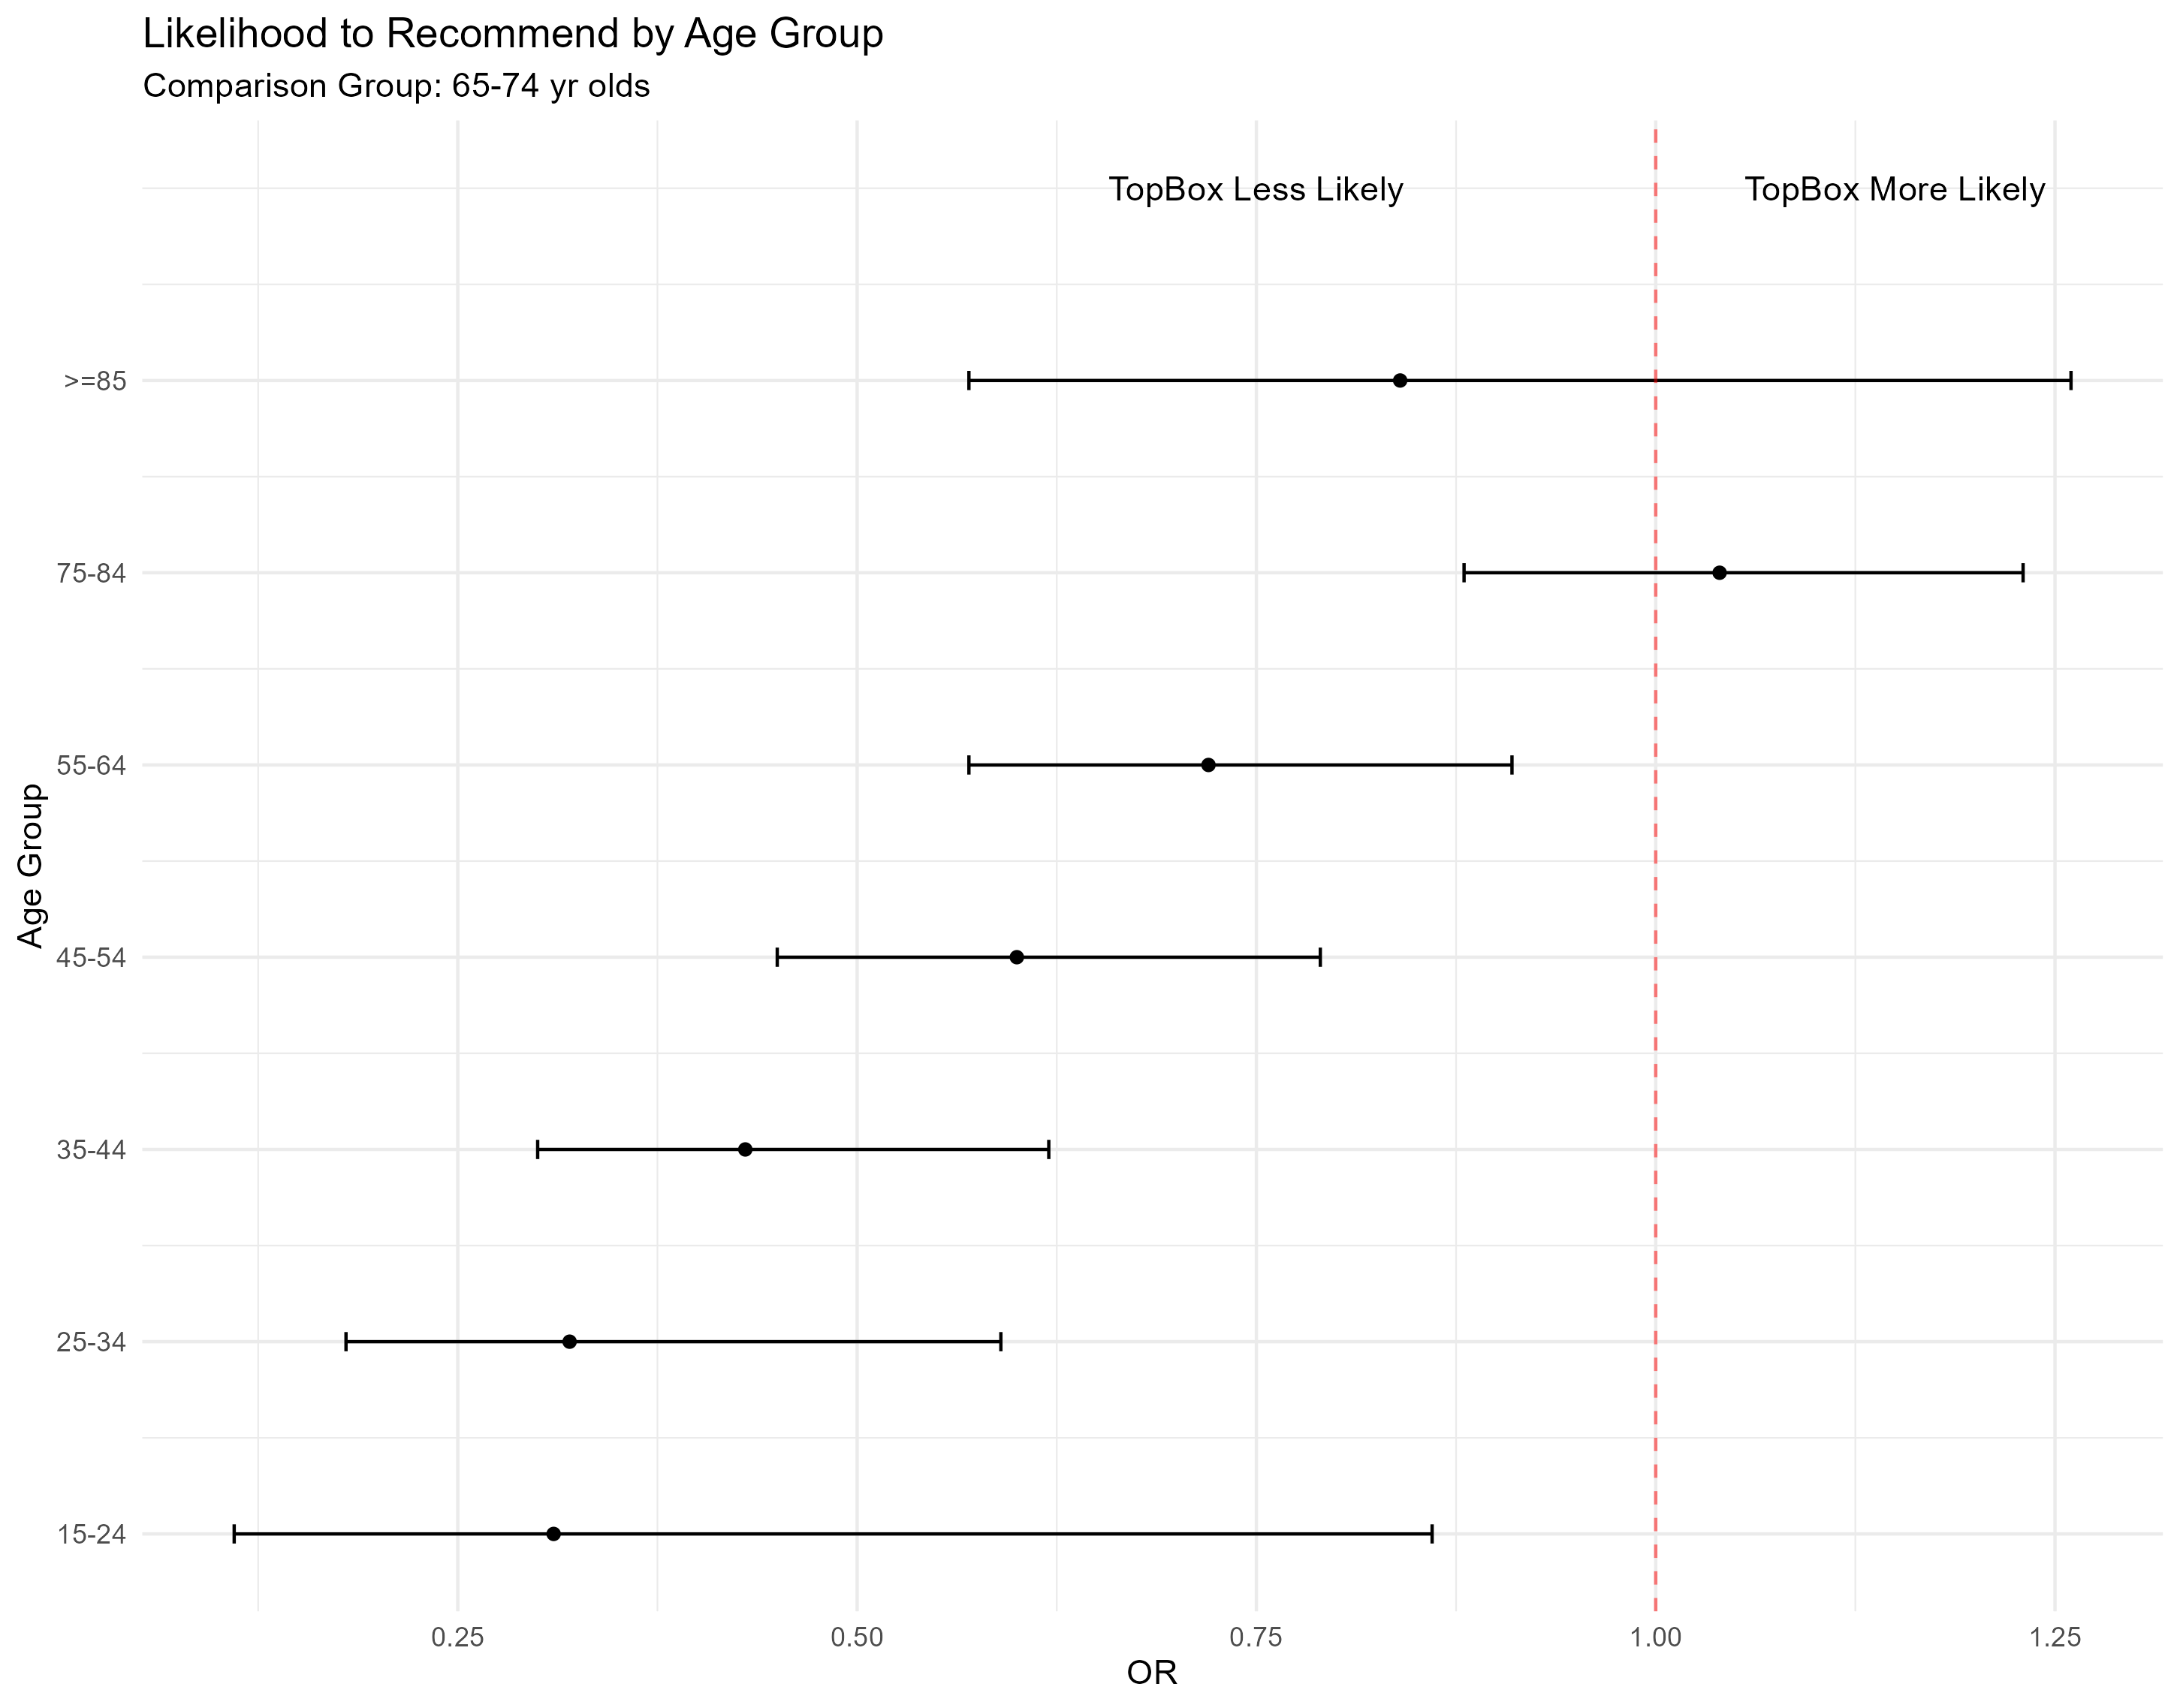 Likelihood to Recommend by Age Group
Comparison Group: 65-74 yr olds
TopBox Less Likely
TopBox More Likely
>=85
75-84
55-64
45-54
35-44
25-34
15-24
Age Group
0.25
0.50
0.75
1.00
1.25
OR